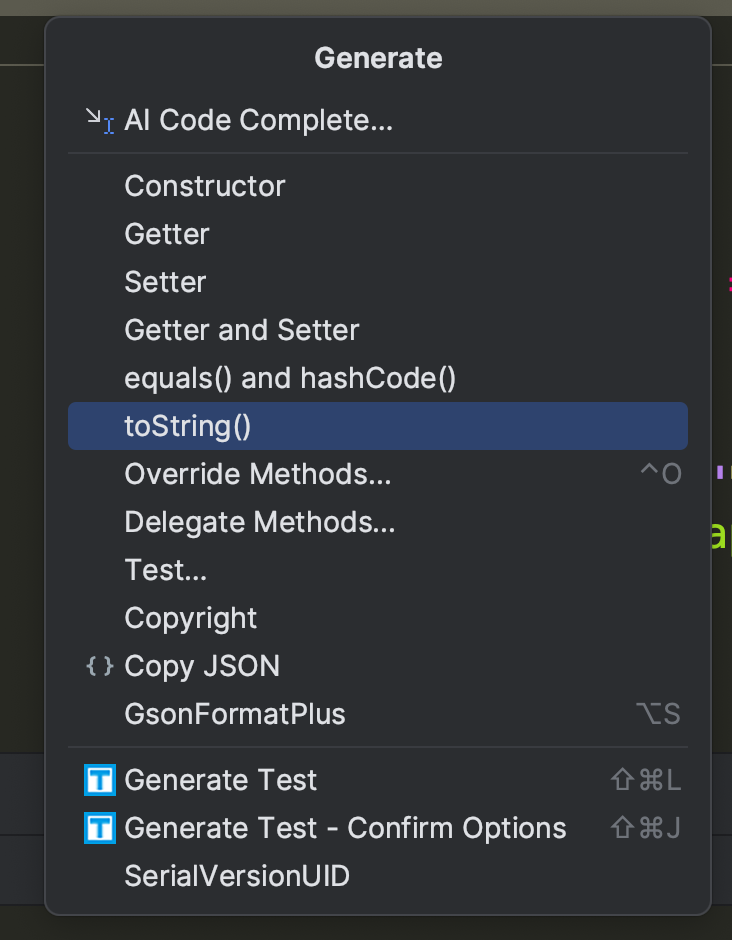 Generate
AI Code Complete...
Constructor
Getter
Setter
Getter and Setter
equals() and hashCode()
toString()
Override Methods... ^O
Delegate Methods...
Test...
Copyright
{} Copy JSON
GsonFormatPlus ⌥S
T Generate Test ⇧⌘L
T Generate Test - Confirm Options ⇧⌘J
SerialVersionUID